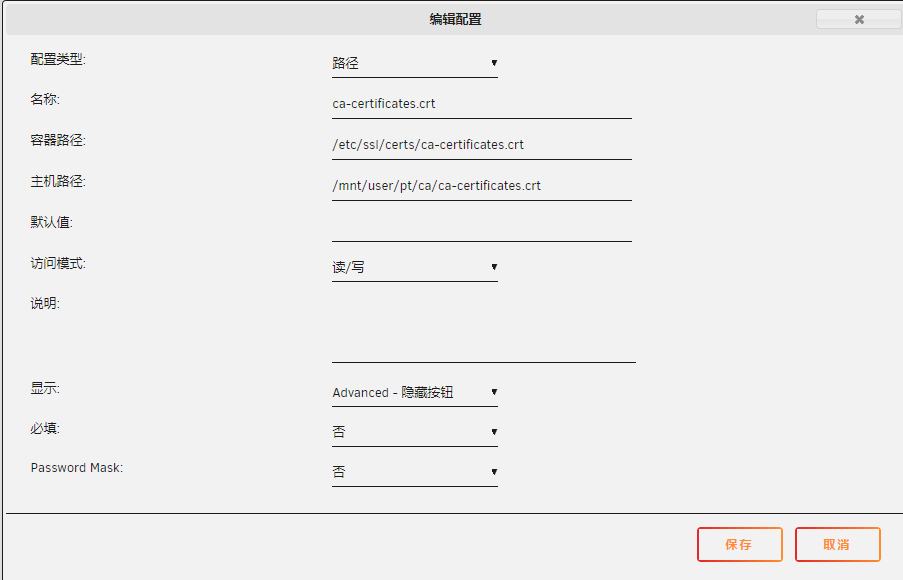 编辑配置
配置类型:
路径
名称:
ca-certificates.crt
容器路径:
/etc/ssl/certs/ca-certificates.crt
主机路径:
/mnt/user/pt/ca/ca-certificates.crt
默认值:
访问模式:
读/写
说明:
显示:
Advanced - 隐藏按钮
必填:
否
Password Mask:
否
保存 取消